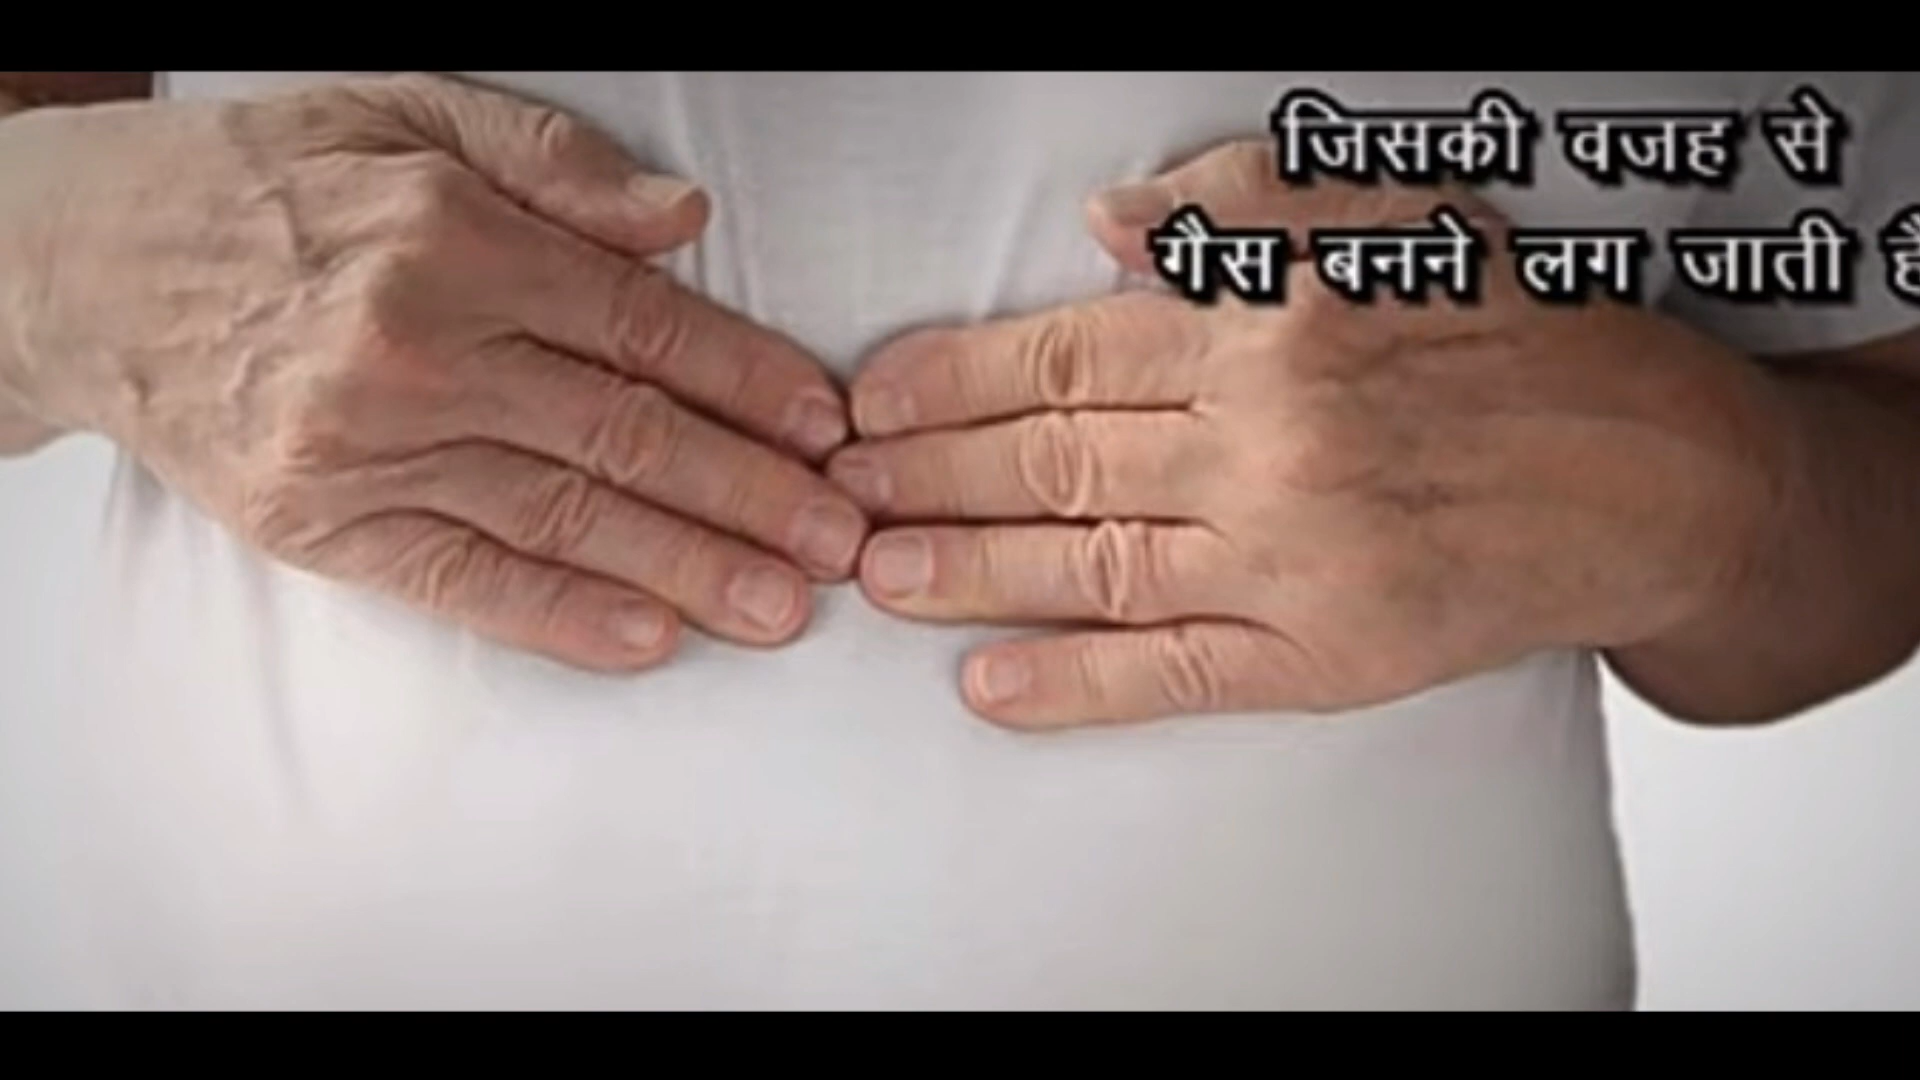 जिसकी वजह से
गैस बनने लग जाती है